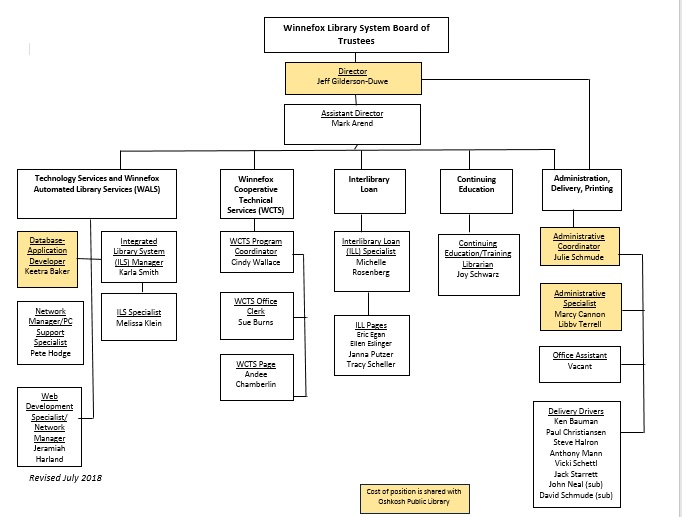 Winnefox Library System Board of
Trustees
Director
Jeff Gilderson-Duwe
Assistant Director
Mark Arend
Technology Services and Winnefox
Automated Library Services (WALS)
Winnefox
Cooperative
Technical
Services (WCTS)
Interlibrary
Loan
Continuing
Education
Administration,
Delivery, Printing
Database-
Application
Developer
Keetra Baker
Integrated
Library System
(ILS) Manager
Karla Smith
WCTS Program
Coordinator
Cindy Wallace
Interlibrary Loan
(ILL) Specialist
Michelle
Rosenberg
Continuing
Education/Training
Librarian
Joy Schwarz
Administrative
Coordinator
Julie Schmude
Network
Manager/PC
Support
Specialist
Pete Hodge
ILS Specialist
Melissa Klein
WCTS Office
Clerk
Sue Burns
ILL Pages
Eric Egan
Ellen Eslinger
Janna Putzer
Tracy Scheller
Administrative
Specialist
Marcy Cannon
Libby Terrell
WCTS Page
Andee
Chamberlin
Office Assistant
Vacant
Web
Development
Specialist/
Network
Manager
Jeramiah
Harland
Delivery Drivers
Ken Bauman
Paul Christiansen
Steve Halron
Anthony Mann
Vicki Schettl
Jack Starrett
John Neal (sub)
David Schmude (sub)
Revised July 2018
Cost of position is shared with
Oshkosh Public Library